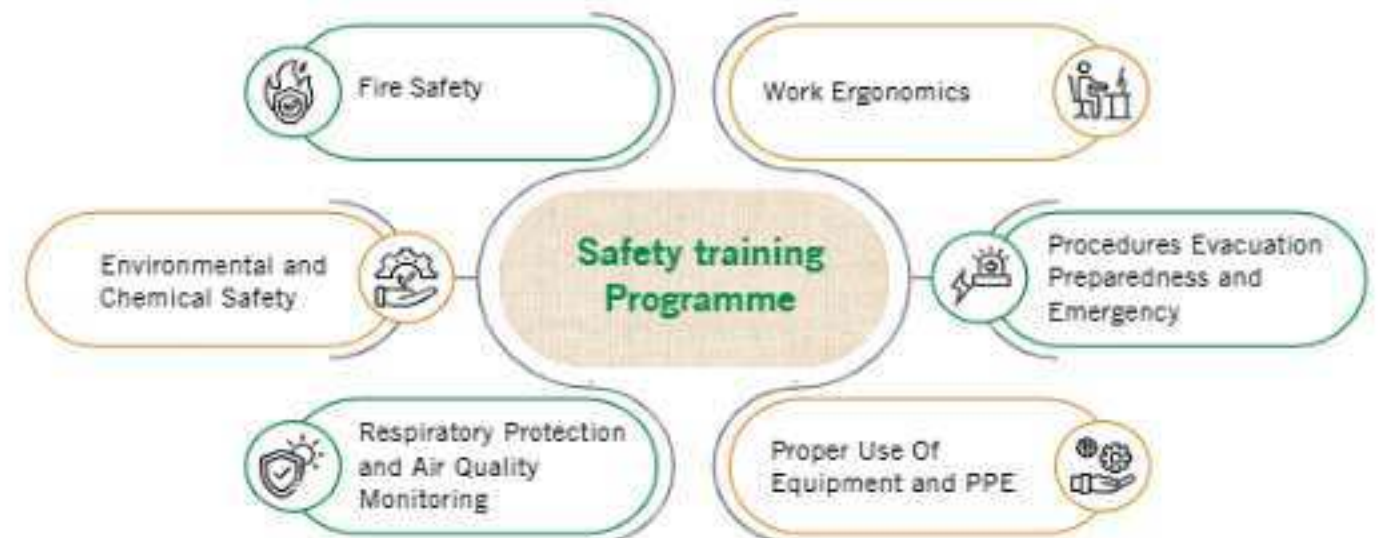 Fire Safety
Work Ergonomics
Environmental and
Chemical Safety
Safety training
Programme
Procedures Evacuation
Preparedness and
Emergency
Respiratory Protection
and Air Quality
Monitoring
Proper Use Of
Equipment and PPE